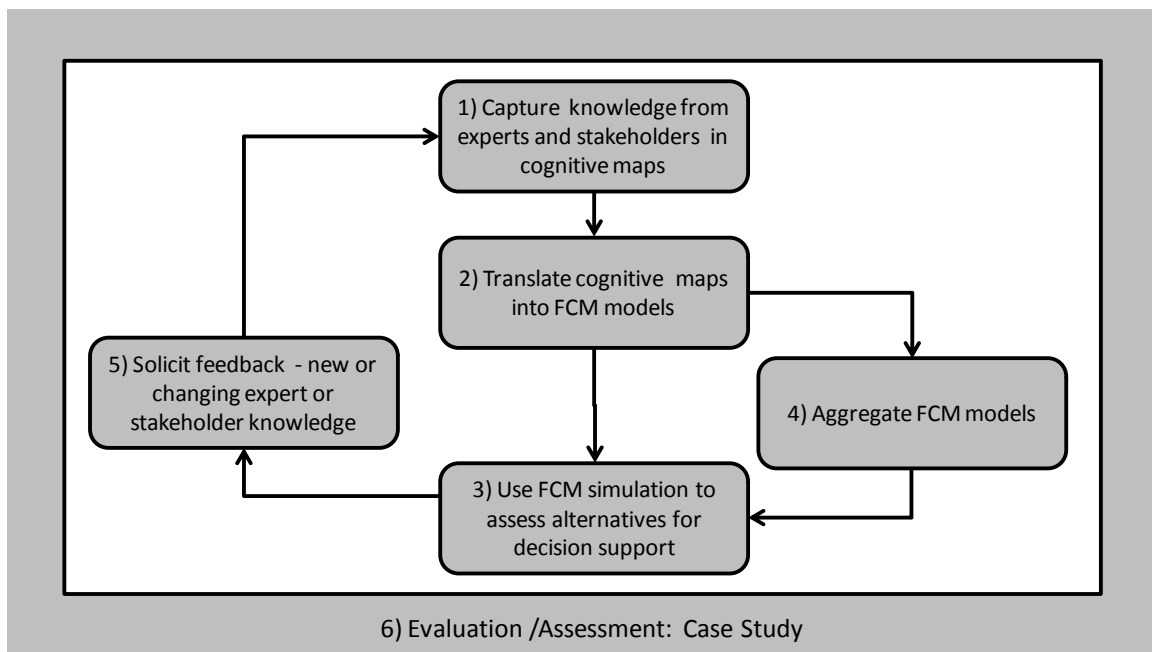 1) Capture knowledge from
experts and stakeholders in
cognitive maps
2) Translate cognitive maps
into FCM models
5) Solicit feedback - new or
changing expert or
stakeholder knowledge
4) Aggregate FCM models
3) Use FCM simulation to
assess alternatives for
decision support
6) Evaluation /Assessment: Case Study